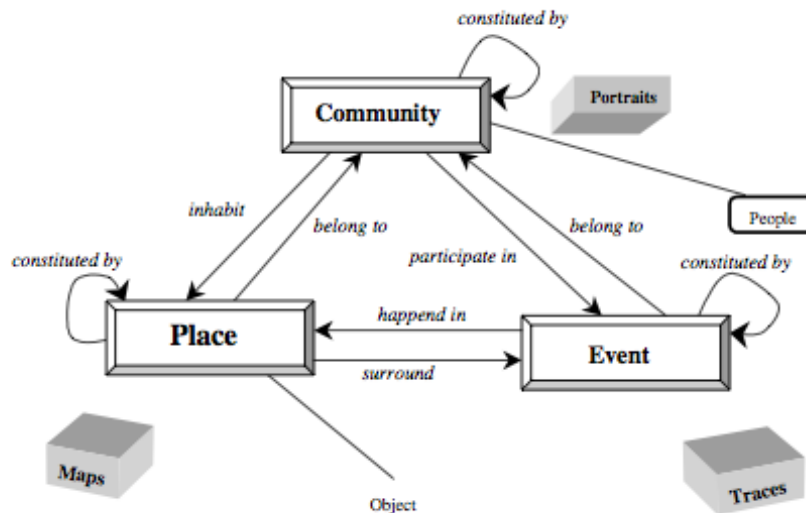 constituted by
Community
Portraits
People
inhabit
belong to
participate in
belong to
constituted by
constituted by
Place
happend in
surround
Event
Maps
Object
Traces